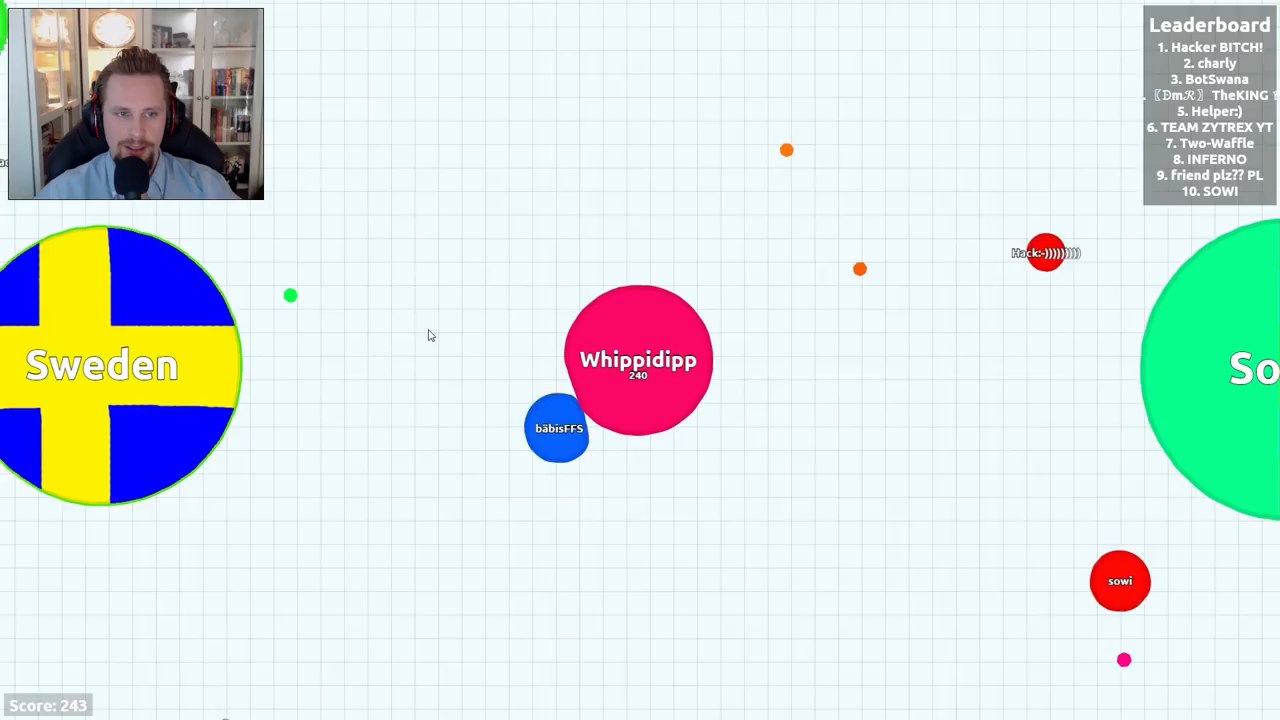 Leaderboard
1. Hacker BITCH!
2. charly
3. BotSwana
. 〖ᗪmℛ〗 TheKING
5. Helper:)
6. TEAM ZYTREX YT
7. Two-Waffle
8. INFERNO
9. friend plz?? PL
10. SOWI
Hack:-)))))))))
Whippidipp
240
Sweden
So
bäbisFFS
sowi
Score: 243